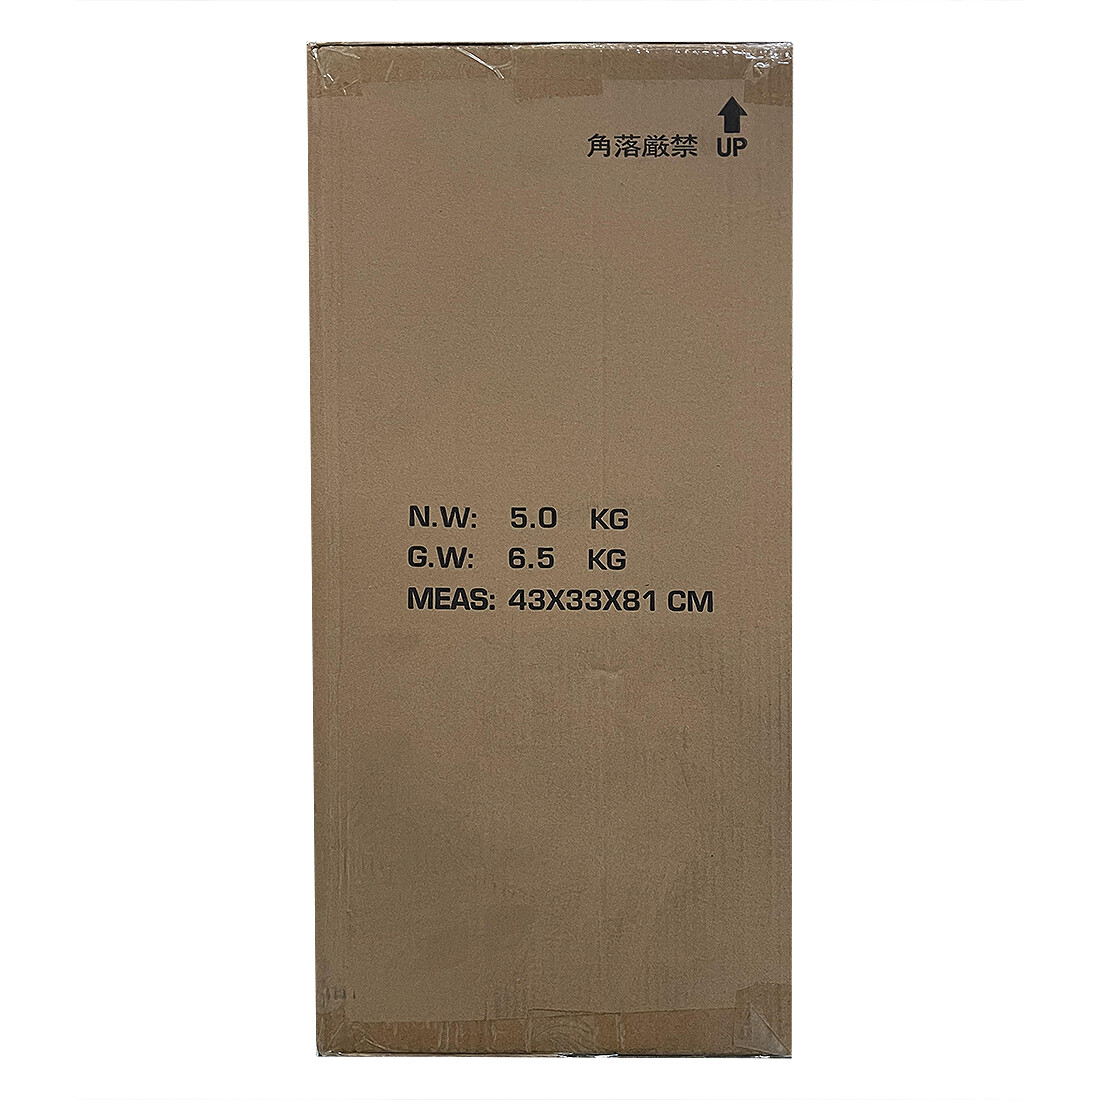 角落厳禁 UP
N.W: 5.0 KG
G.W: 6.5 KG
MEAS: 43X33X81 CM